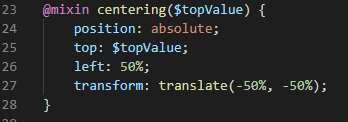 23 @mixin centering($topValue) {
24     position: absolute;
25     top: $topValue;
26     left: 50%;
27     transform: translate(-50%, -50%);
28 }